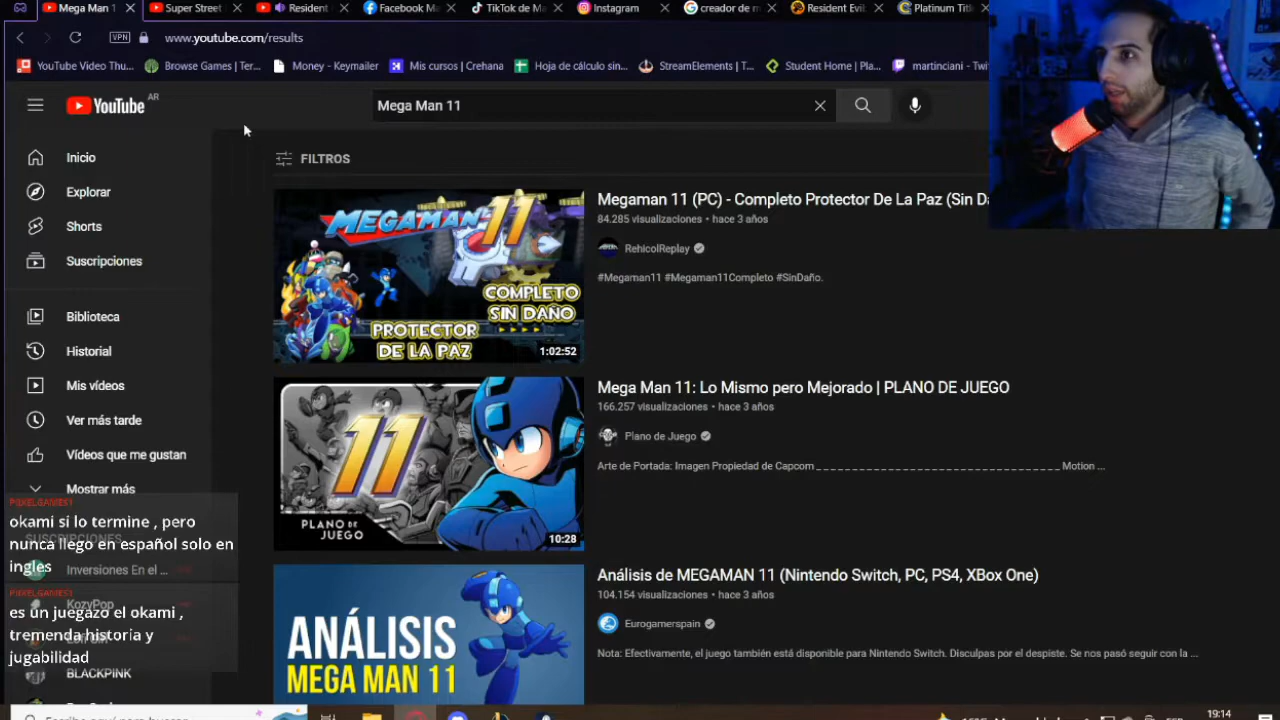 Mega Man 1
Super Street
Resident
Facebook Ma
TikTok de M
Instagram
creador de m
Resident Evil
Platinum Titl
VPN
www.youtube.com/results
YouTube Video Thu...
Browse Games | Ter...
Money - Keymailer
Mis cursos | Crehana
Hoja de cálculo sin...
StreamElements | T...
Student Home | Pla...
martinciani - Twi
YouTube AR
Mega Man 11
FILTROS
Inicio
Explorar
Shorts
Suscripciones
Biblioteca
Historial
Mis vídeos
Ver más tarde
Vídeos que me gustan
Mostrar más
SUSCRIPCIONES
Inversiones En el ...
KozyPop
BLACKPINK
MEGAMAN 11
COMPLETO
SIN DAÑO
PROTECTOR
DE LA PAZ
1:02:52
Megaman 11 (PC) - Completo Protector De La Paz (Sin Da
84.285 visualizaciones • hace 3 años
RehicolReplay
#Megaman11 #Megaman11Completo #SinDaño.
11
PLANO DE
JUEGO
10:28
Mega Man 11: Lo Mismo pero Mejorado | PLANO DE JUEGO
166.257 visualizaciones • hace 3 años
Plano de Juego
Arte de Portada: Imagen Propiedad de Capcom _ _ _ _ _ _ _ _ _ _ _ _ _ _ _ _ _ _ _ _ _ _ _ _ _ _ _ _ _ _ _ _ _ _ Motion ...
ANÁLISIS
MEGA MAN 11
Análisis de MEGAMAN 11 (Nintendo Switch, PC, PS4, XBox One)
104.154 visualizaciones • hace 3 años
Eurogamerspain
Nota: Efectivamente, el juego también está disponible para Nintendo Switch. Disculpas por el despiste. Se nos pasó seguir con la ...
PIXELGAMES1
okami si lo termine , pero
nunca llego en español solo en
ingles
PIXELGAMES1
es un juegazo el okami ,
tremenda historia y
jugabilidad
19:14